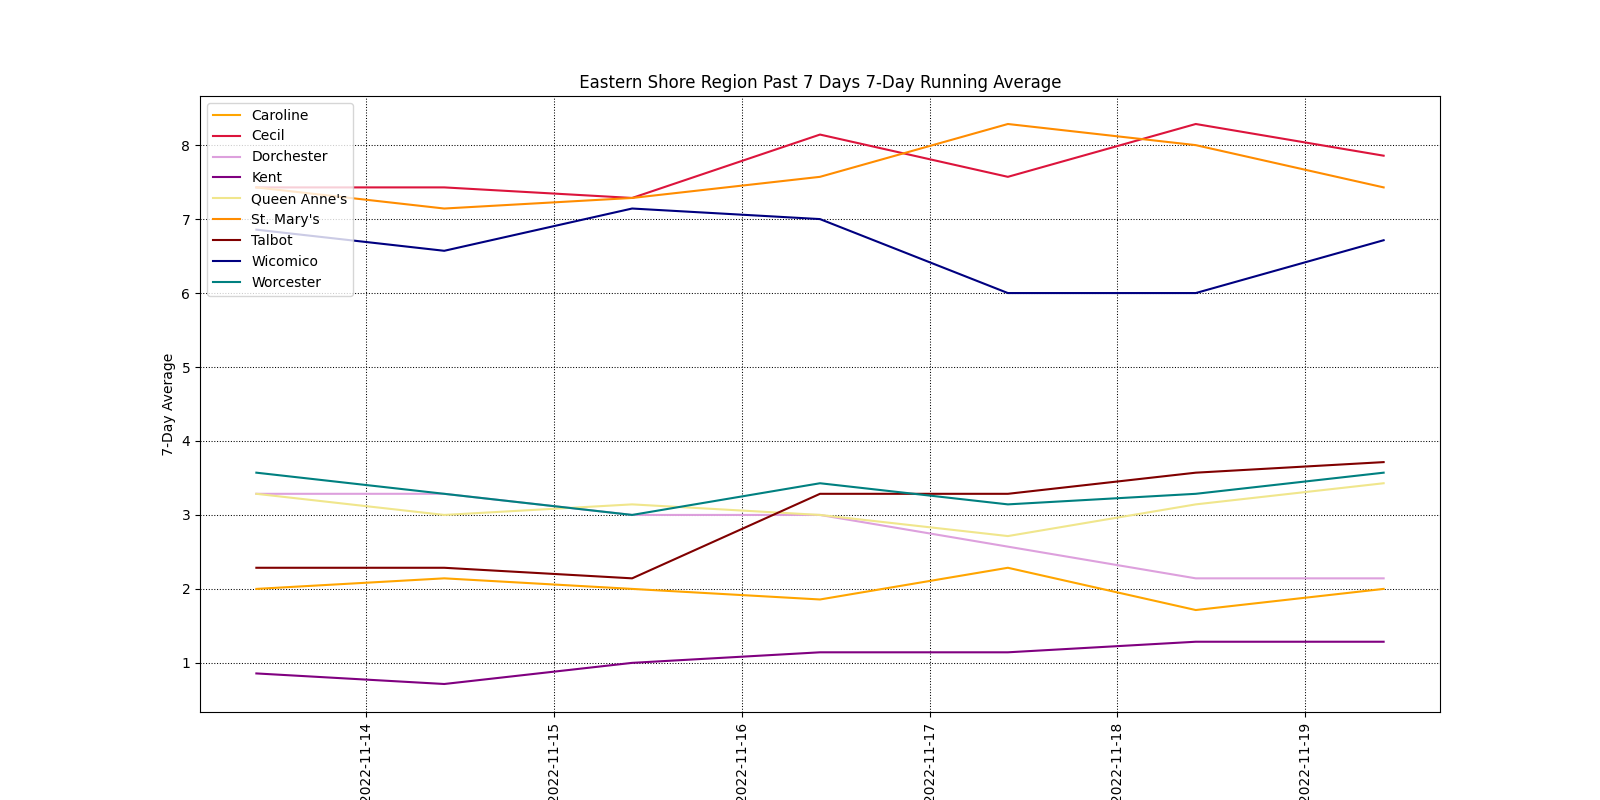 Eastern Shore Region Past 7 Days 7-Day Running Average
Caroline
Cecil
Dorchester
Kent
Queen Anne's
St. Mary's
Talbot
Wicomico
Worcester
8
7
6
5
4
3
2
1
7-Day Average
2022-11-14
2022-11-15
2022-11-16
2022-11-17
2022-11-18
2022-11-19